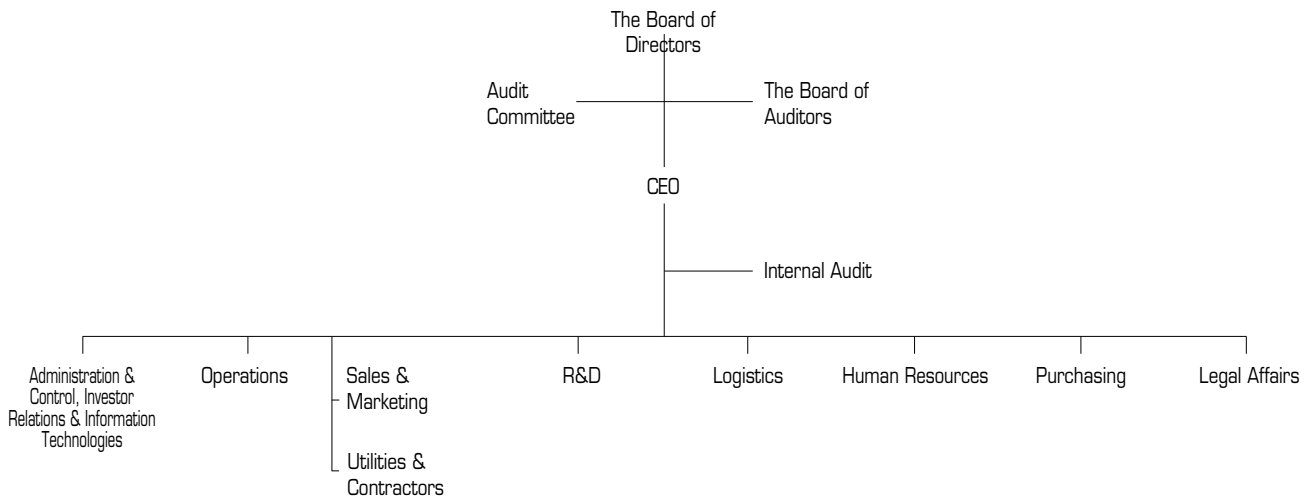 The Board of
Directors
Audit
Committee
The Board of
Auditors
CEO
Internal Audit
Administration &
Control, Investor
Relations & Information
Technologies
Operations
Sales &
Marketing
Utilities &
Contractors
R&D
Logistics
Human Resources
Purchasing
Legal Affairs